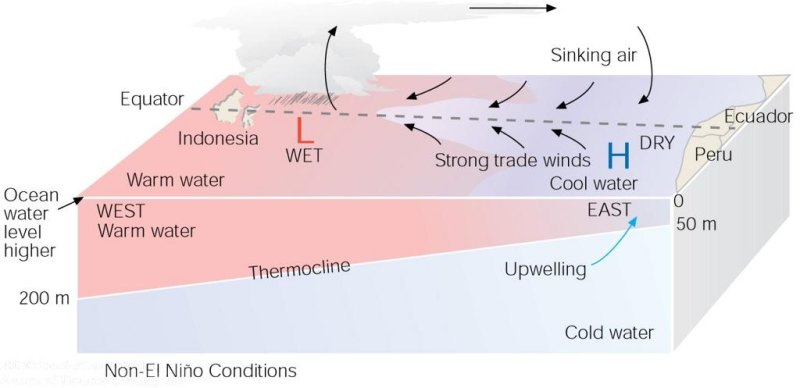 Sinking air
Equator
Ecuador
Indonesia
L
WET
DRY
Strong trade winds
H
Peru
Warm water
Cool water
Ocean
water
level
higher
0
WEST
EAST
Warm water
50 m
Thermocline
Upwelling
200 m
Cold water
Non-El Niño Conditions